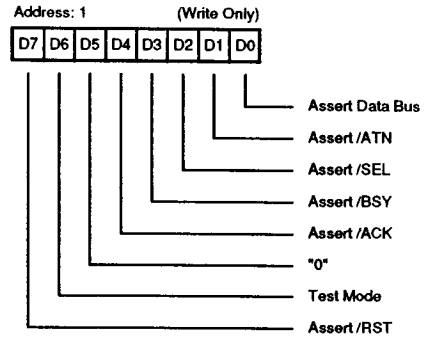 Address: 1 (Write Only)
D7 D6 D5 D4 D3 D2 D1 D0
Assert Data Bus
Assert /ATN
Assert /SEL
Assert /BSY
Assert /ACK
"0"
Test Mode
Assert /RST